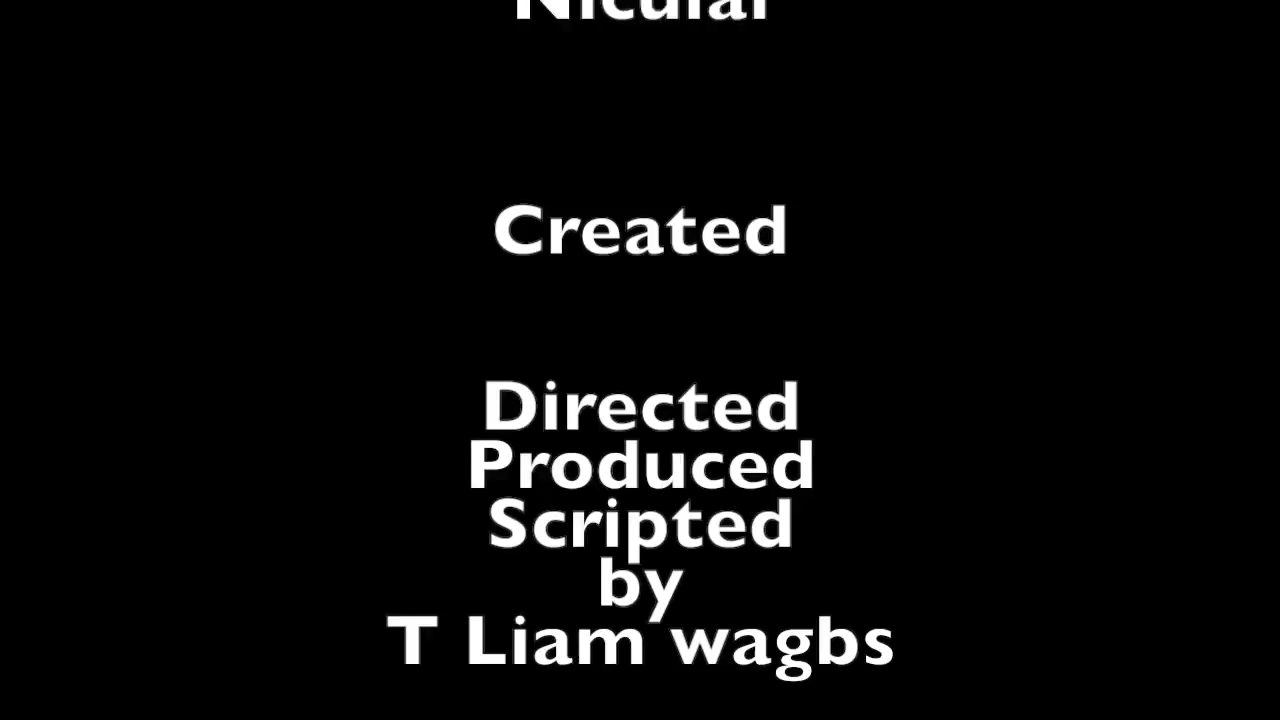 Created
Directed
Produced
Scripted
by
T Liam wagbs